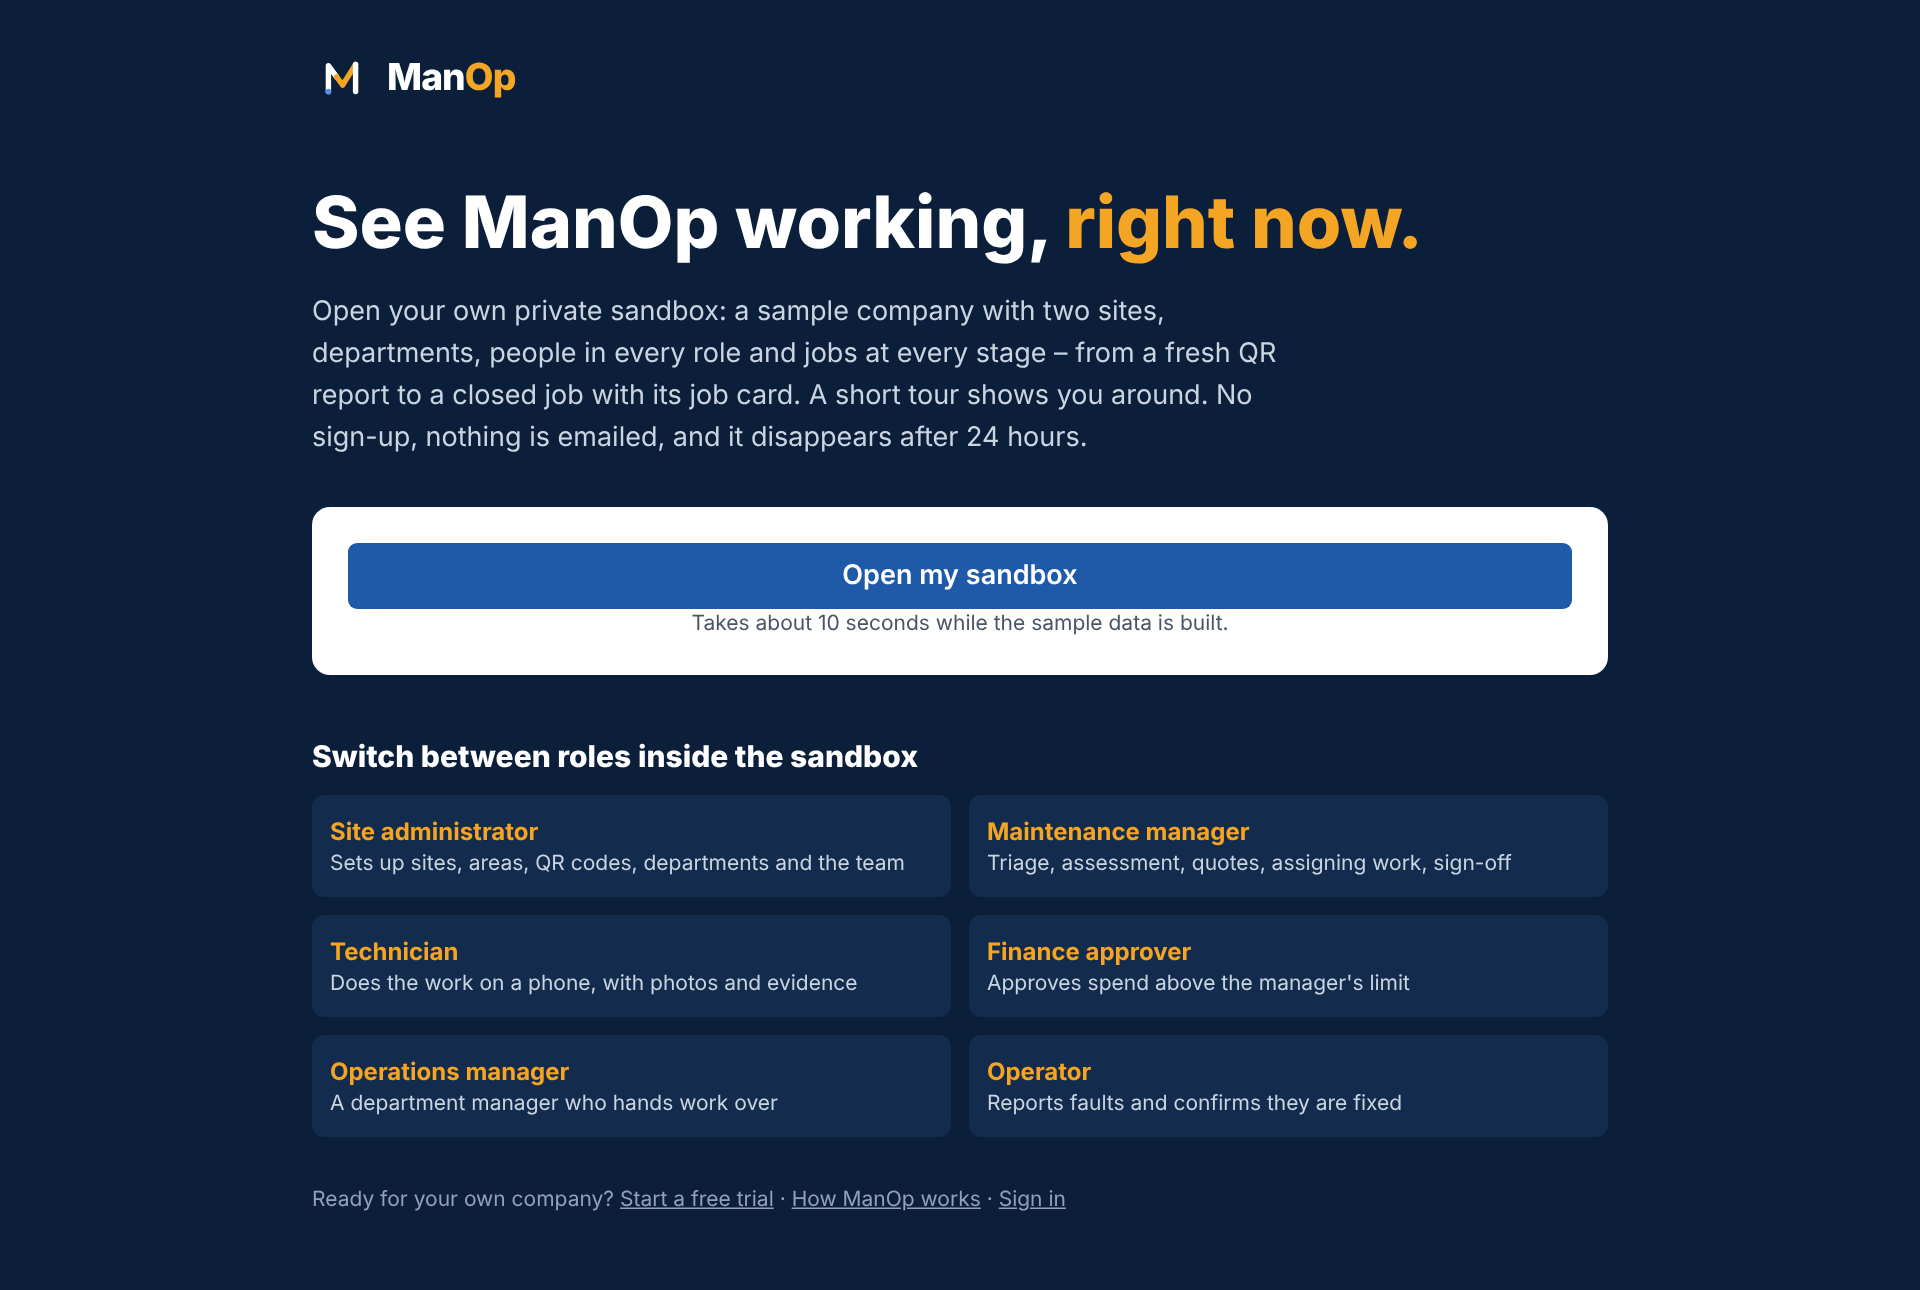 ManOp
See ManOp working, right now.
Open your own private sandbox: a sample company with two sites,
departments, people in every role and jobs at every stage – from a fresh QR
report to a closed job with its job card. A short tour shows you around. No
sign-up, nothing is emailed, and it disappears after 24 hours.
Open my sandbox
Takes about 10 seconds while the sample data is built.
Switch between roles inside the sandbox
Site administrator
Sets up sites, areas, QR codes, departments and the team
Maintenance manager
Triage, assessment, quotes, assigning work, sign-off
Technician
Does the work on a phone, with photos and evidence
Finance approver
Approves spend above the manager's limit
Operations manager
A department manager who hands work over
Operator
Reports faults and confirms they are fixed
Ready for your own company? Start a free trial · How ManOp works · Sign in